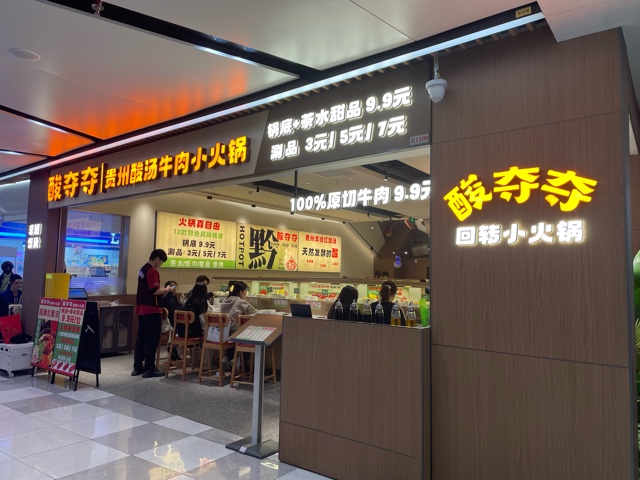 酸夺夺 贵州酸汤牛肉小火锅
锅底+茶水甜品 9.9元
涮品 3元/ 5元/ 7元
100%厚切牛肉 9.9元
酸夺夺
回转小火锅
火锅真自由
锅底 9.9元
涮品 3元/ 5元/ 7元
HOTPOT
黔
酸夺夺
天然发酵的